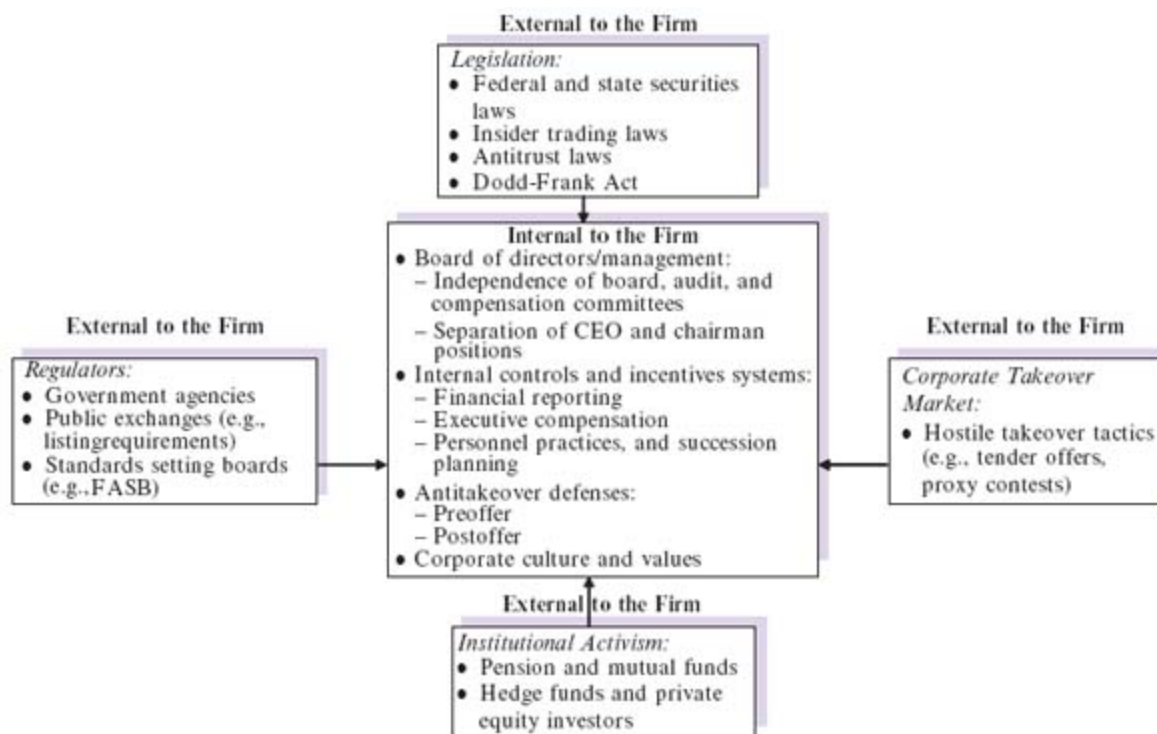 External to the Firm
Legislation:
● Federal and state securities
laws
● Insider trading laws
● Antitrust laws
● Dodd-Frank Act
Internal to the Firm
● Board of directors/management:
– Independence of board, audit, and
compensation committees
– Separation of CEO and chairman
positions
● Internal controls and incentives systems:
– Financial reporting
– Executive compensation
– Personnel practices, and succession
planning
● Antitakeover defenses:
– Preoffer
– Postoffer
● Corporate culture and values
External to the Firm
Regulators:
● Government agencies
● Public exchanges (e.g.,
listingrequirements)
● Standards setting boards
(e.g.,FASB)
External to the Firm
Corporate Takeover
Market:
● Hostile takeover tactics
(e.g., tender offers,
proxy contests)
External to the Firm
Institutional Activism:
● Pension and mutual funds
● Hedge funds and private
equity investors